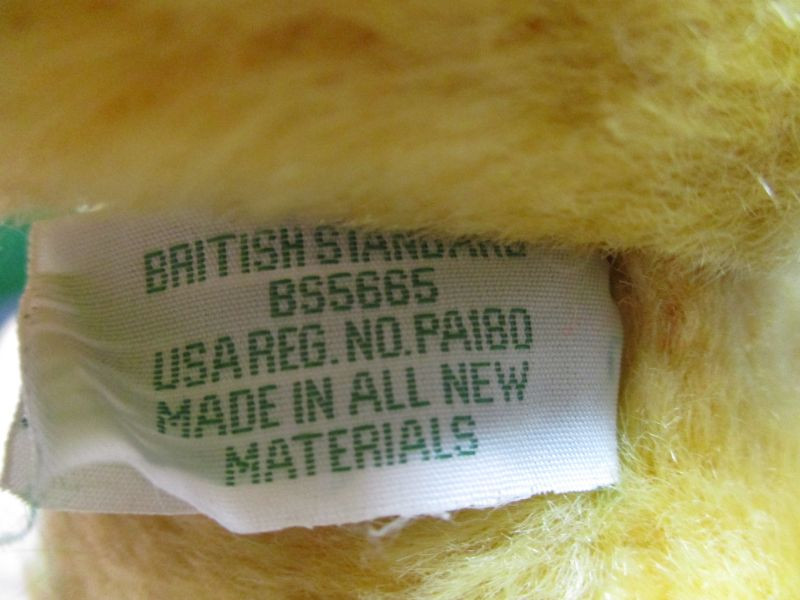 BRITISH STANDARD
BS5665
USA REG. NO. PA180
MADE IN ALL NEW
MATERIALS